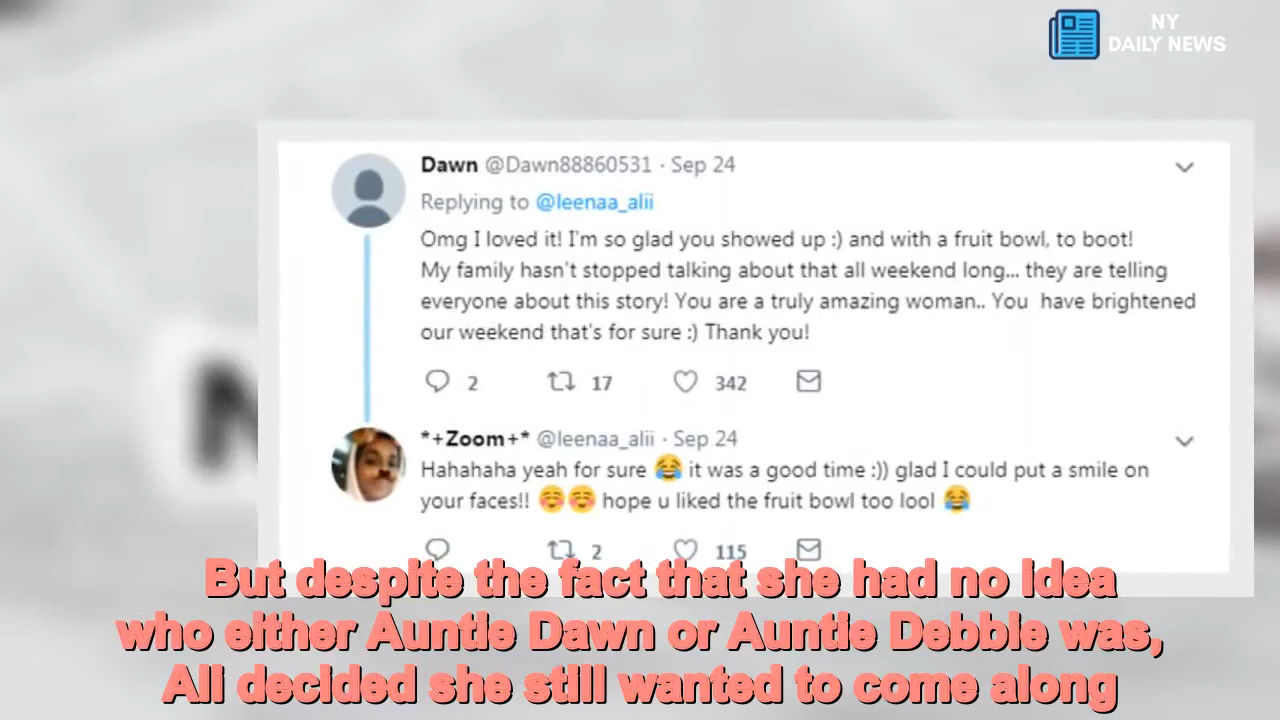 NY
DAILY NEWS
Dawn @Dawn88860531 · Sep 24
Replying to @leenaa_alii
Omg I loved it! I'm so glad you showed up :) and with a fruit bowl, to boot!
My family hasn't stopped talking about that all weekend long... they are telling
everyone about this story! You are a truly amazing woman.. You have brightened
our weekend that's for sure :) Thank you!
2 17 342
*+Zoom+* @leenaa_alii · Sep 24
Hahahaha yeah for sure 😂 it was a good time :)) glad I could put a smile on
your faces!! ☺️☺️ hope u liked the fruit bowl too lool 😂
2 115
But despite the fact that she had no idea
who either Auntie Dawn or Auntie Debbie was,
Ali decided she still wanted to come along